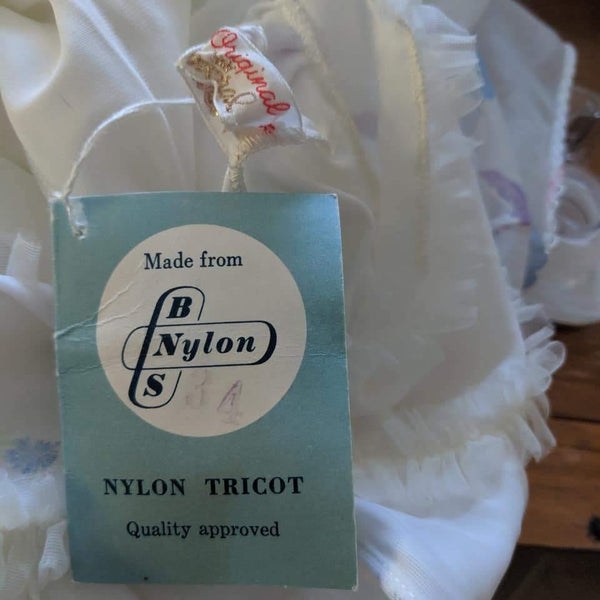 Original
Made from
B
Nylon
S
34
NYLON TRICOT
Quality approved